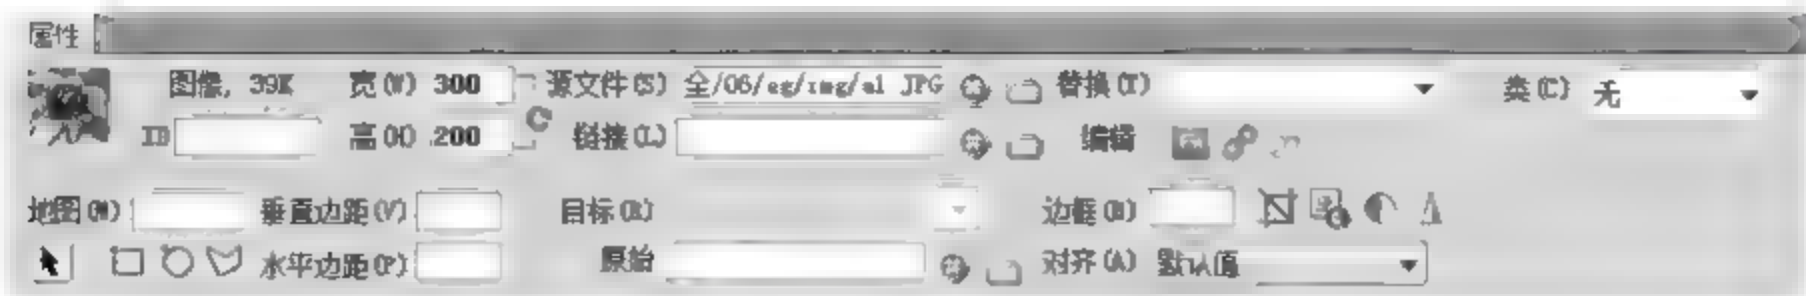 属性
图像, 39K 宽(W) 300 源文件(S) 全/06/eg/img/a1 JPG 替换(T) 类(C) 无
ID 高(H) 200 链接(L) 编辑
地图(M) 垂直边距(V) 目标(R) 边框(B)
水平边距(P) 原始 对齐(A) 默认值